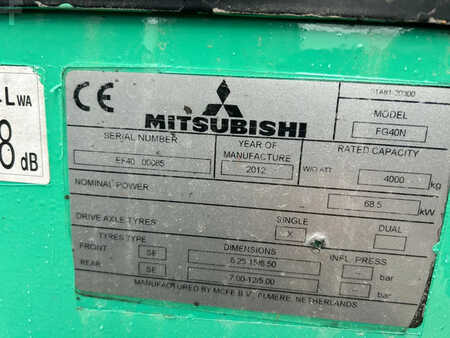 LWA
8 dB
CE
MITSUBISHI
MODEL
FG40N
SERIAL NUMBER
YEAR OF MANUFACTURE
RATED CAPACITY
2012
W/O ATT
4000 kg
NOMINAL POWER
68.5 kW
DRIVE AXLE TYRES
SINGLE
X
DUAL
TYRES TYPE
DIMENSIONS
INFL. PRESS
FRONT
SE
bar
REAR
SE
7.00-12/5.00
bar
MANUFACTURED BY MCFE B.V., ALMERE, NETHERLANDS